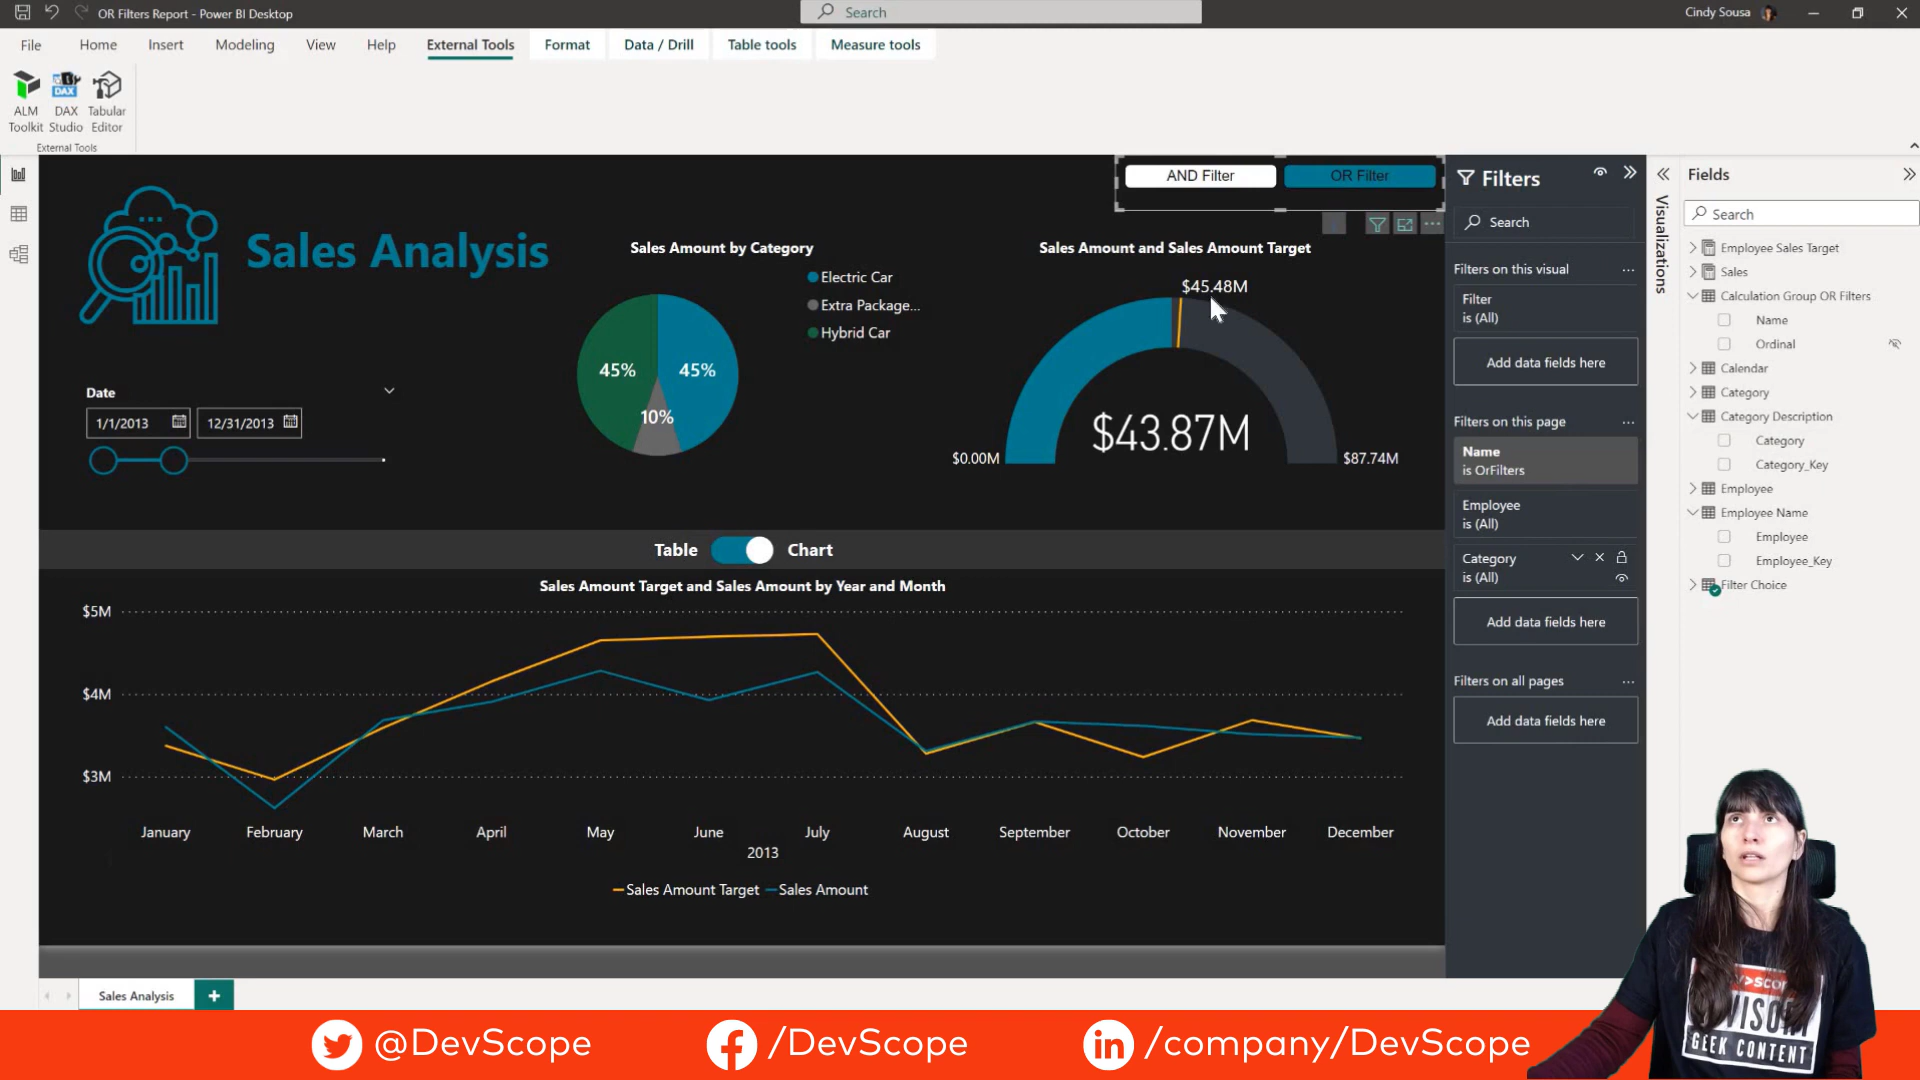 OR Filters Report - Power BI Desktop
Search
Cindy Sousa
File
Home
Insert
Modeling
View
Help
External Tools
Format
Data / Drill
Table tools
Measure tools
ALM
Toolkit
DAX
DAX
Studio
Tabular
Editor
External Tools
AND Filter
OR Filter
Sales Analysis
Date
1/1/2013
12/31/2013
Sales Amount by Category
Electric Car
Extra Package...
Hybrid Car
45%
45%
10%
Sales Amount and Sales Amount Target
$45.48M
$43.87M
$0.00M
$87.74M
Table
Chart
Sales Amount Target and Sales Amount by Year and Month
$5M
$4M
$3M
January
February
March
April
May
June
July
August
September
October
November
December
2013
Sales Amount Target
Sales Amount
Filters
Search
Filters on this visual
Filter
is (All)
Add data fields here
Filters on this page
Name
is OrFilters
Employee
is (All)
Category
is (All)
Add data fields here
Filters on all pages
Add data fields here
Visualizations
Fields
Search
Employee Sales Target
Sales
Calculation Group OR Filters
Name
Ordinal
Calendar
Category
Category Description
Category
Category_Key
Employee
Employee Name
Employee
Employee_Key
Filter Choice
Sales Analysis
@DevScope
/DevScope
/company/DevScope
GEEK CONTENT